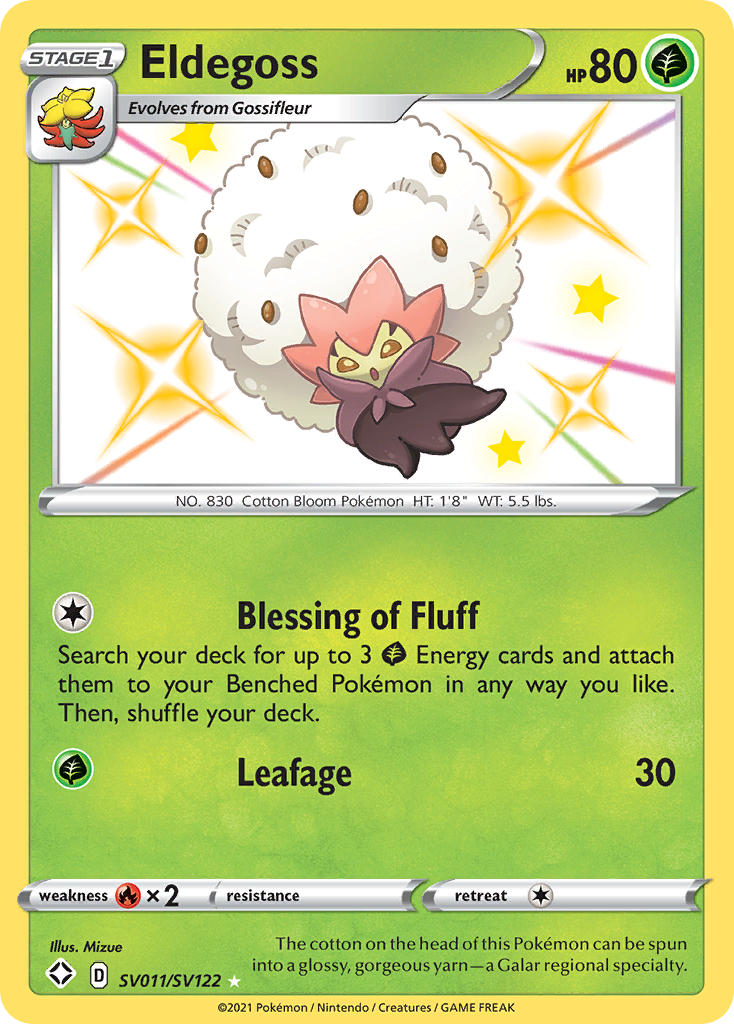 STAGE 1
Eldegoss
HP 80
Evolves from Gossifleur
NO. 830 Cotton Bloom Pokémon HT: 1'8" WT: 5.5 lbs.
Blessing of Fluff
Search your deck for up to 3 Energy cards and attach
them to your Benched Pokémon in any way you like.
Then, shuffle your deck.
Leafage 30
weakness ×2 resistance retreat
Illus. Mizue
The cotton on the head of this Pokémon can be spun
into a glossy, gorgeous yarn—a Galar regional specialty.
D SV011/SV122
©2021 Pokémon / Nintendo / Creatures / GAME FREAK